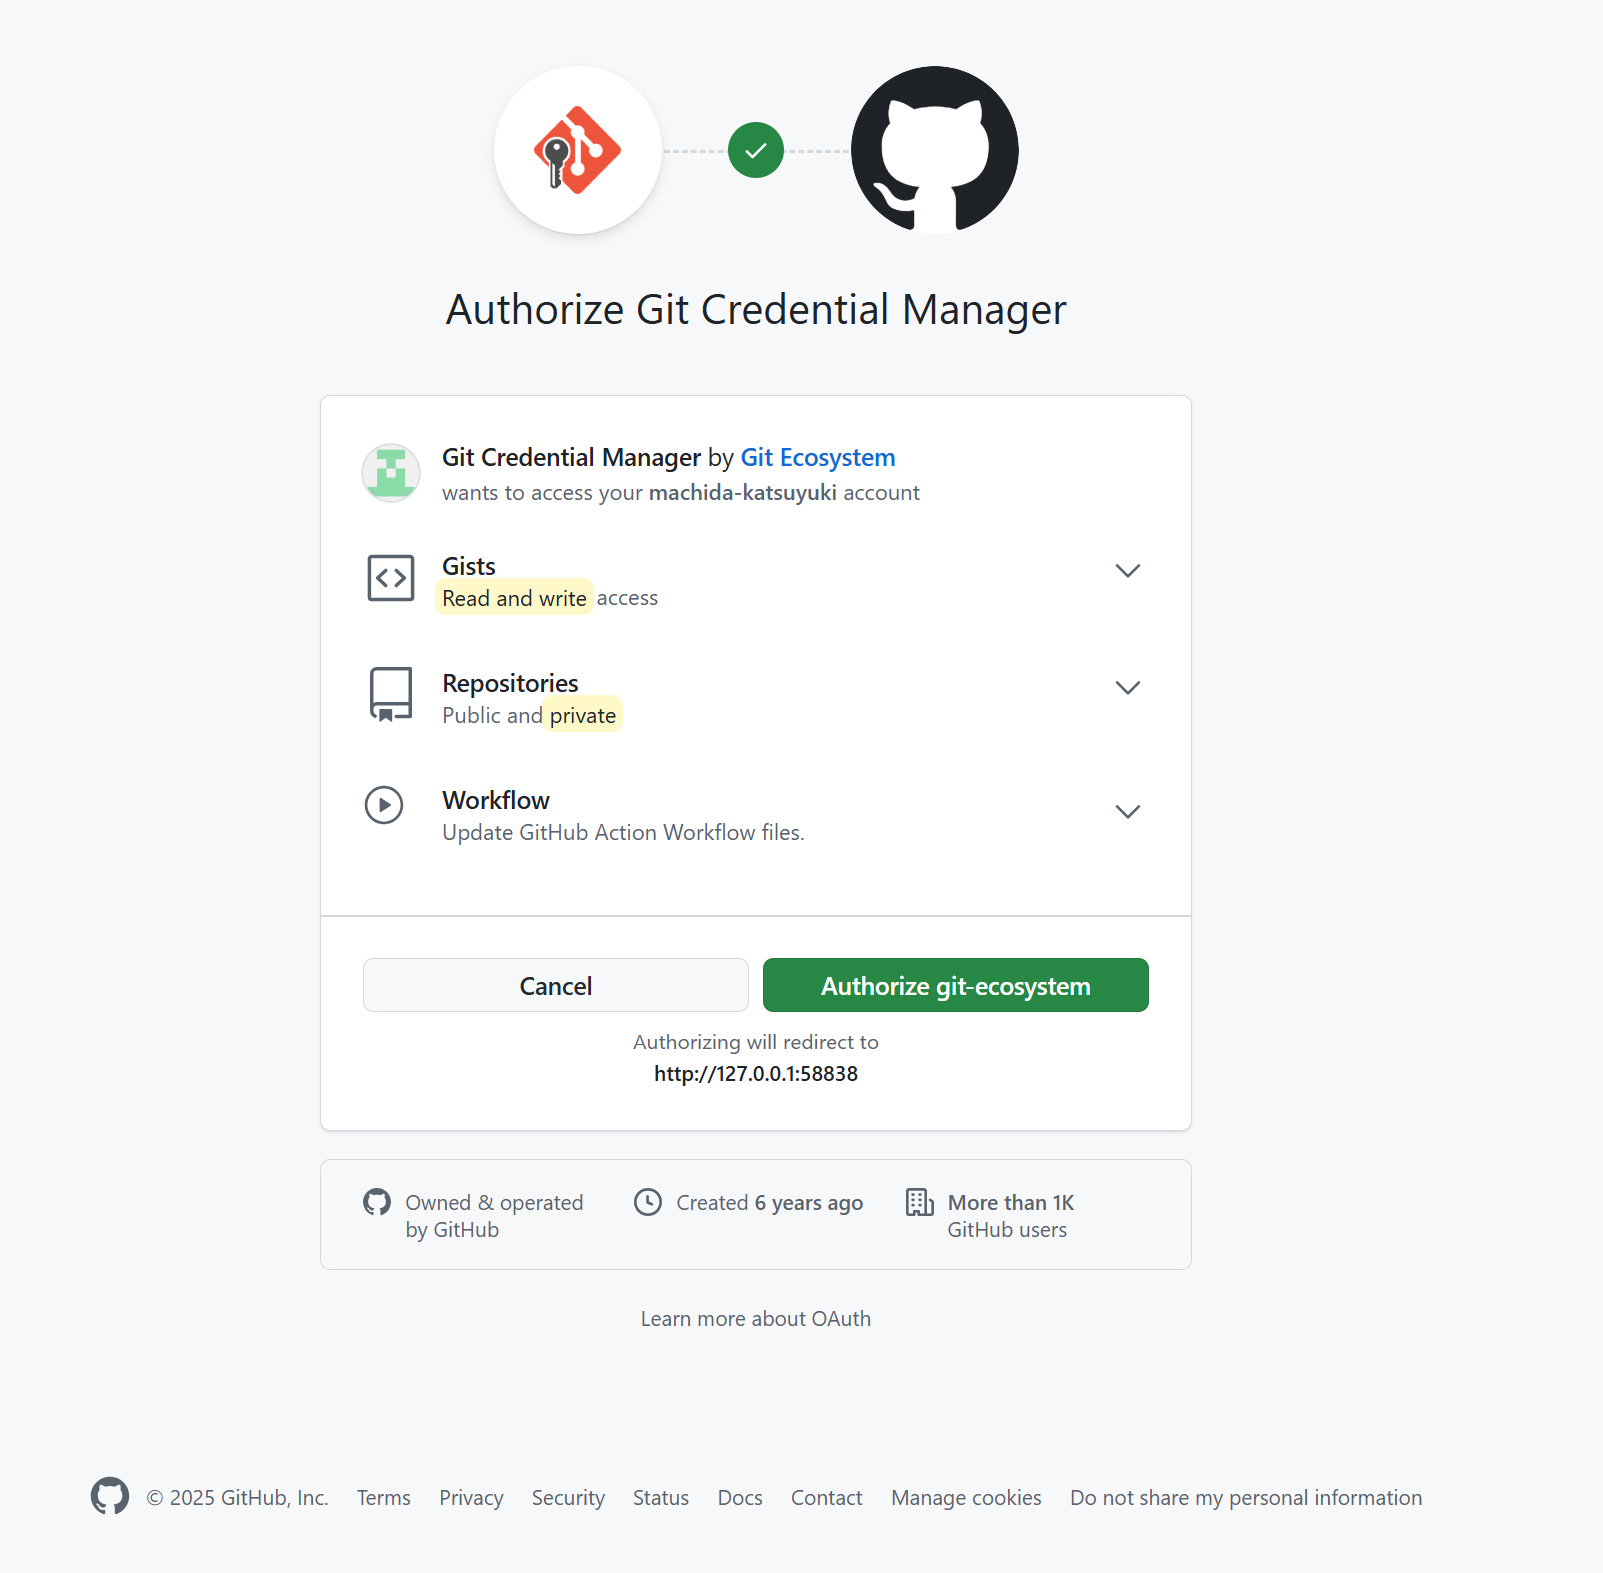 Authorize Git Credential Manager
Git Credential Manager by Git Ecosystem
wants to access your machida-katsuyuki account
Gists
Read and write access
Repositories
Public and private
Workflow
Update GitHub Action Workflow files.
Cancel
Authorize git-ecosystem
Authorizing will redirect to
http://127.0.0.1:58838
Owned & operated
by GitHub
Created 6 years ago
More than 1K
GitHub users
Learn more about OAuth
© 2025 GitHub, Inc. Terms Privacy Security Status Docs Contact Manage cookies Do not share my personal information